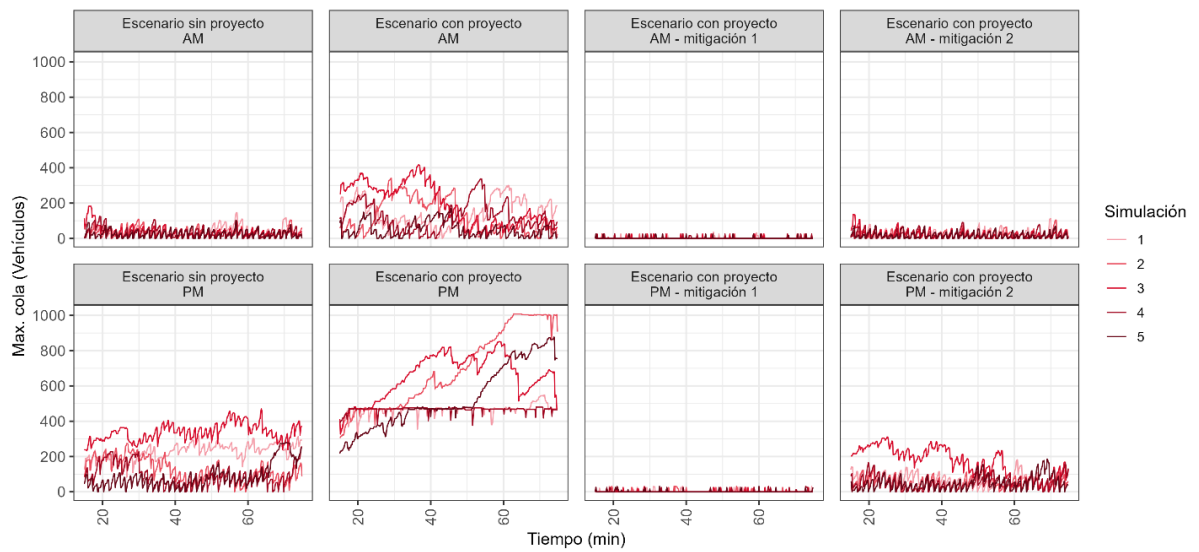 Escenario sin proyecto
AM
Escenario con proyecto
AM
Escenario con proyecto
AM - mitigación 1
Escenario con proyecto
AM - mitigación 2
1000
800
600
400
200
0
Escenario sin proyecto
PM
Escenario con proyecto
PM
Escenario con proyecto
PM - mitigación 1
Escenario con proyecto
PM - mitigación 2
1000
800
600
400
200
0
20
40
60
20
40
60
20
40
60
20
40
60
Tiempo (min)
Max. cola (Vehículos)
Simulación
1
2
3
4
5